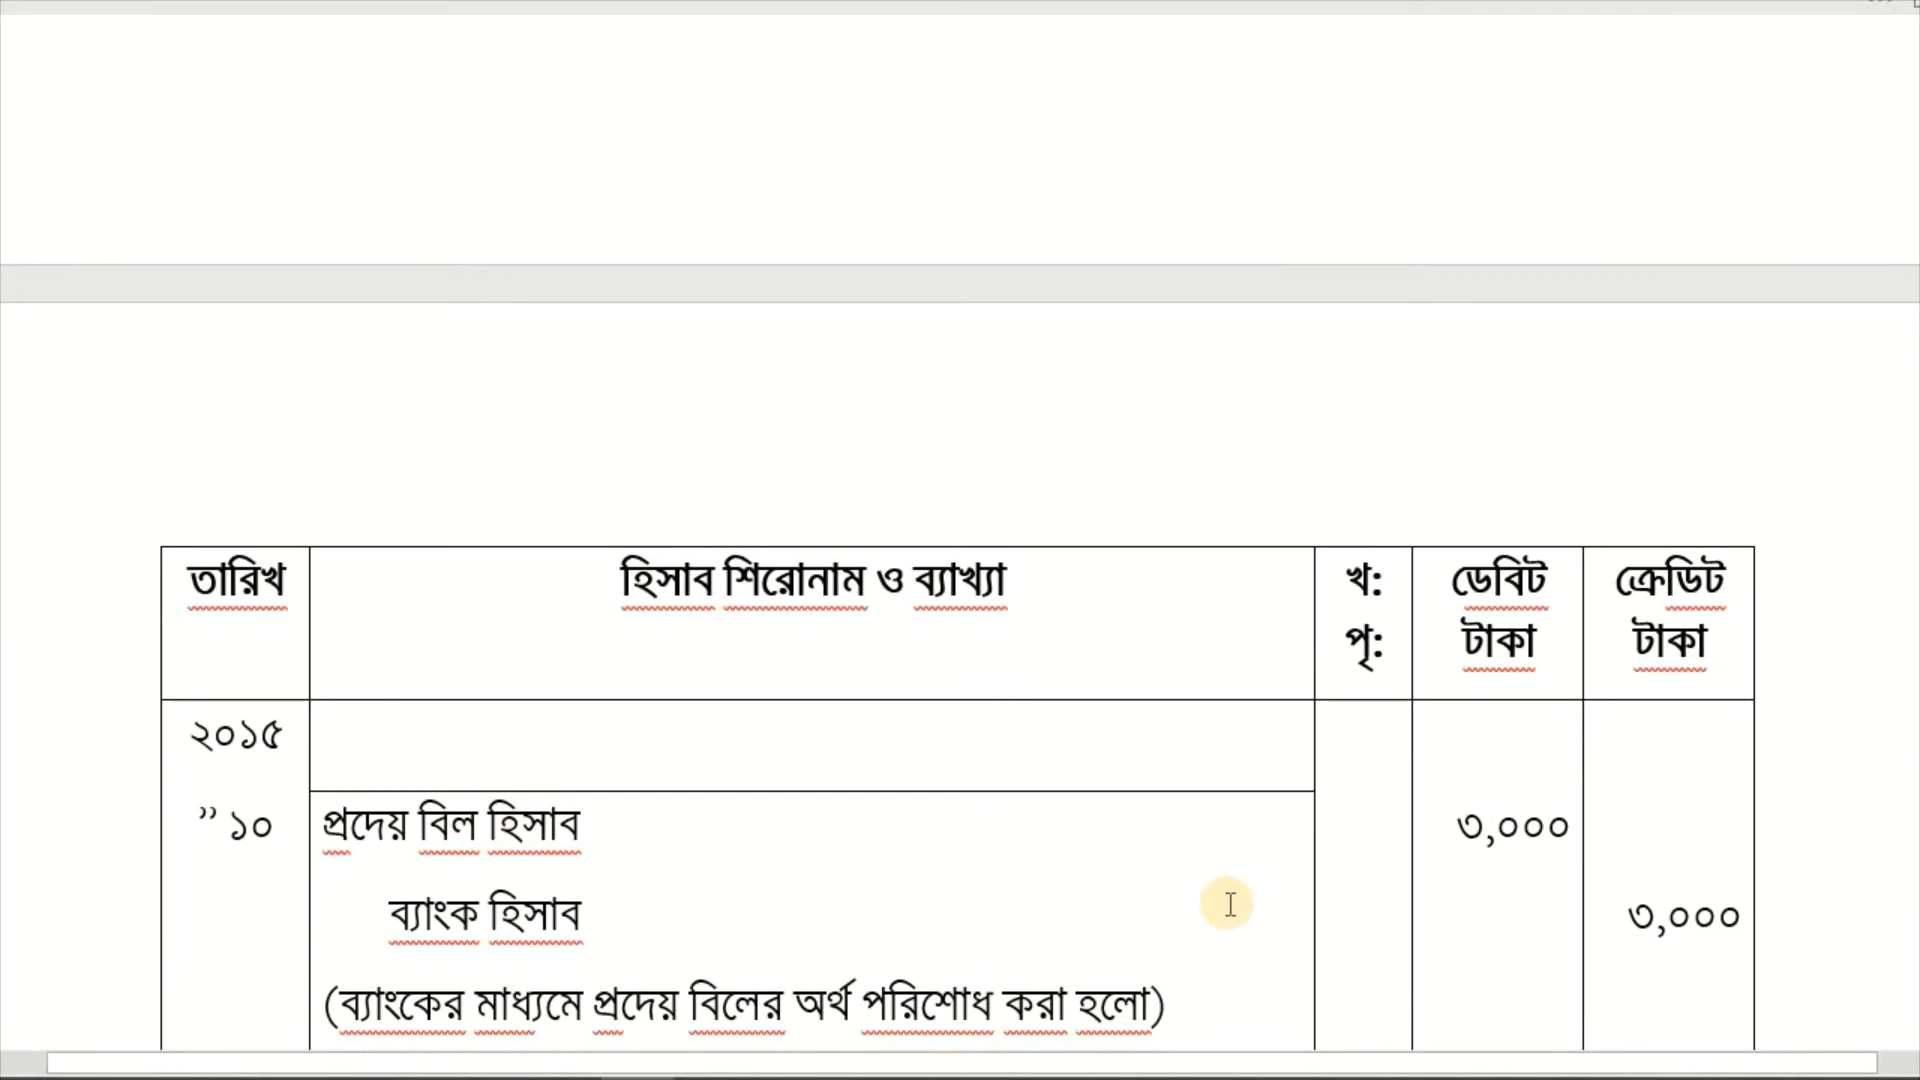 তারিখ হিসাব শিরোনাম ও ব্যাখ্যা খ: ডেবিট ক্রেডিট
পৃ: টাকা টাকা
২০১৫
” ১০ প্রদেয় বিল হিসাব ৩,০০০
ব্যাংক হিসাব ৩,০০০
(ব্যাংকের মাধ্যমে প্রদেয় বিলের অর্থ পরিশোধ করা হলো)